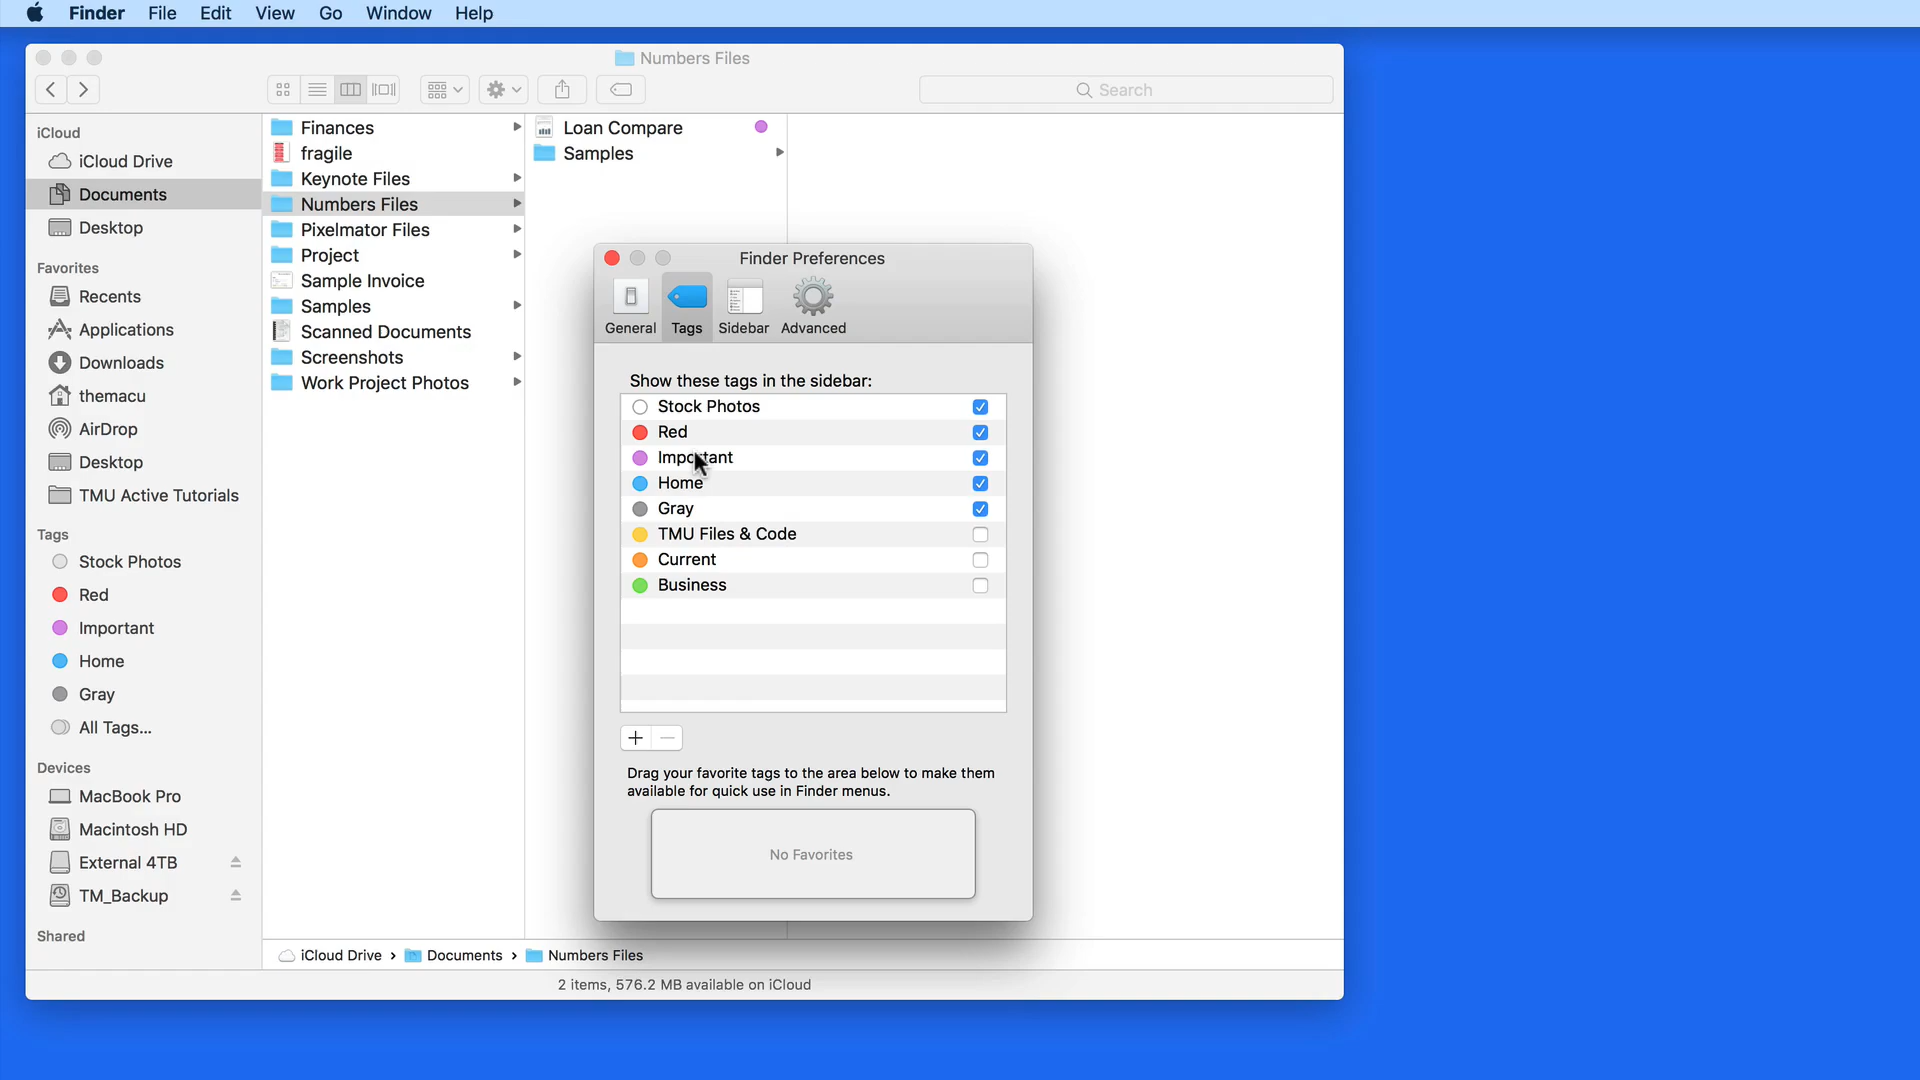 Finder File Edit View Go Window Help
Numbers Files
Search
iCloud
iCloud Drive
Documents
Desktop
Favorites
Recents
Applications
Downloads
themacu
AirDrop
Desktop
TMU Active Tutorials
Tags
Stock Photos
Red
Important
Home
Gray
All Tags...
Devices
MacBook Pro
Macintosh HD
External 4TB
TM_Backup
Shared
Finances
fragile
Keynote Files
Numbers Files
Pixelmator Files
Project
Sample Invoice
Samples
Scanned Documents
Screenshots
Work Project Photos
Loan Compare
Samples
Finder Preferences
General Tags Sidebar Advanced
Show these tags in the sidebar:
Stock Photos
Red
Important
Home
Gray
TMU Files & Code
Current
Business
Drag your favorite tags to the area below to make them
available for quick use in Finder menus.
No Favorites
iCloud Drive › Documents › Numbers Files
2 items, 576.2 MB available on iCloud